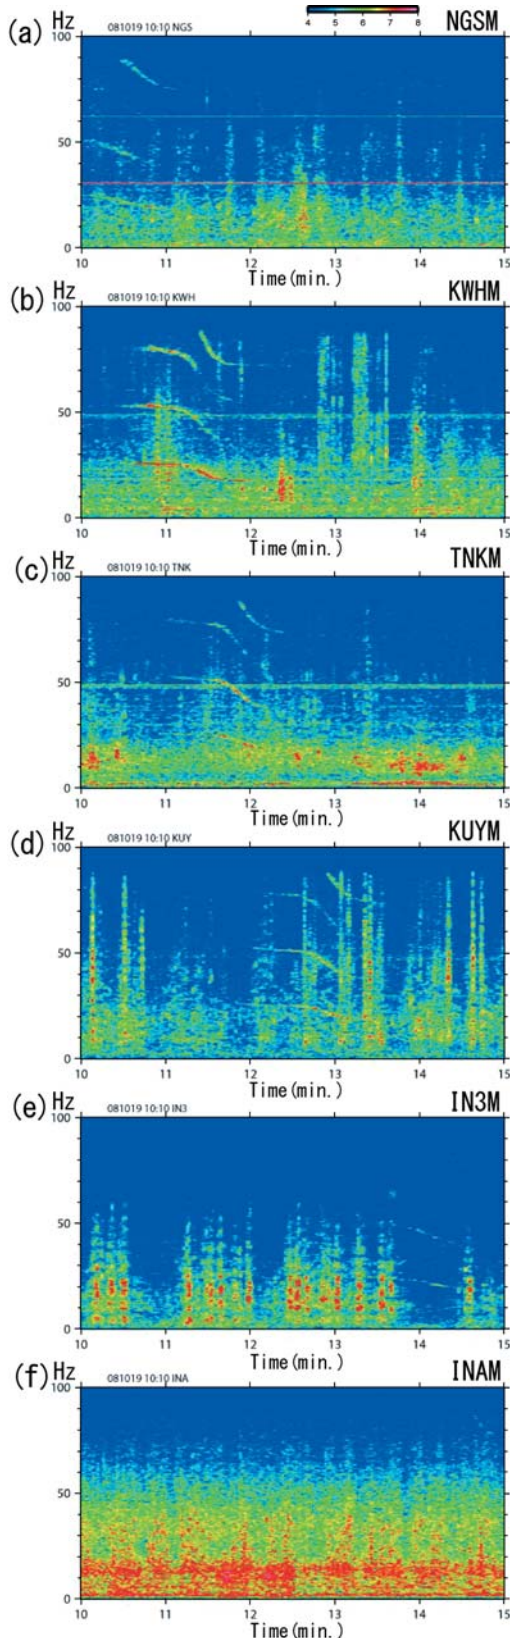 (a) Hz 081019 10:10 NGS 4 5 6 7 8 NGSM
100
50
0
10 11 12 13 14 15
Time(min.)
(b) Hz 081019 10:10 KWH KWHM
100
50
0
10 11 12 13 14 15
Time(min.)
(c) Hz 081019 10:10 TNK TNKM
100
50
0
10 11 12 13 14 15
Time(min.)
(d) Hz 081019 10:10 KUY KUYM
100
50
0
10 11 12 13 14 15
Time(min.)
(e) Hz 081019 10:10 IN3 IN3M
100
50
0
10 11 12 13 14 15
Time(min.)
(f) Hz 081019 10:10 INA INAM
100
50
0
10 11 12 13 14 15
Time(min.)